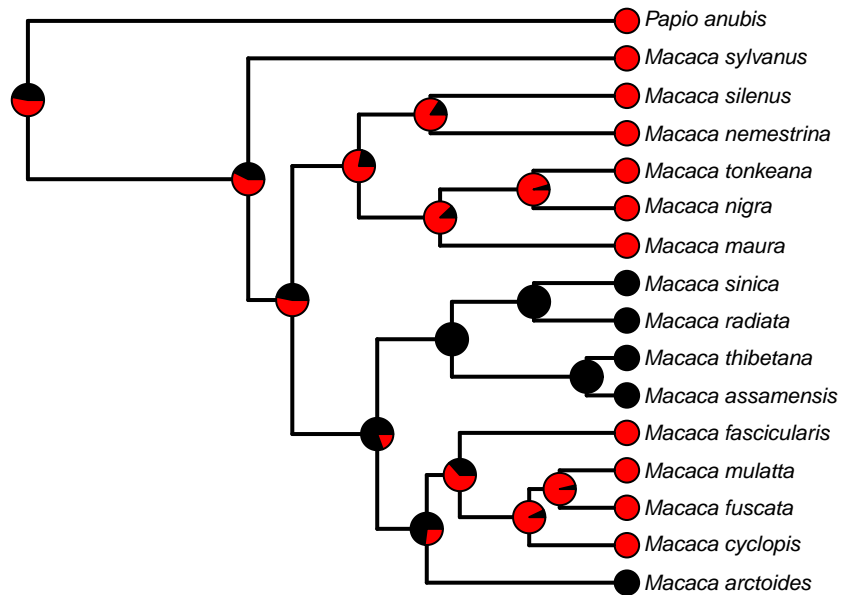 Papio anubis
Macaca sylvanus
Macaca silenus
Macaca nemestrina
Macaca tonkeana
Macaca nigra
Macaca maura
Macaca sinica
Macaca radiata
Macaca thibetana
Macaca assamensis
Macaca fascicularis
Macaca mulatta
Macaca fuscata
Macaca cyclopis
Macaca arctoides